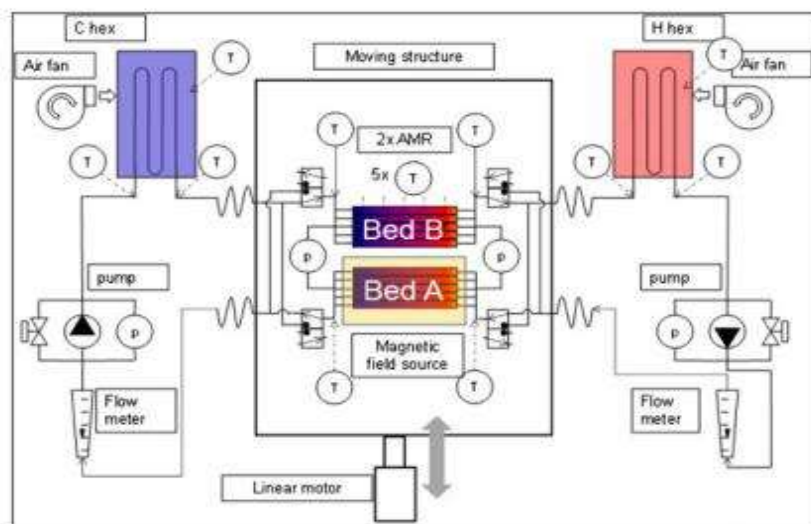 C hex
H hex
Air fan
T
Moving structure
T
Air fan
T
T
2x AMR
T
T
T
5x
T
T
T
Bed B
p
p
pump
Bed A
pump
p
p
Magnetic
field source
Flow
meter
T
T
Flow
meter
Linear motor